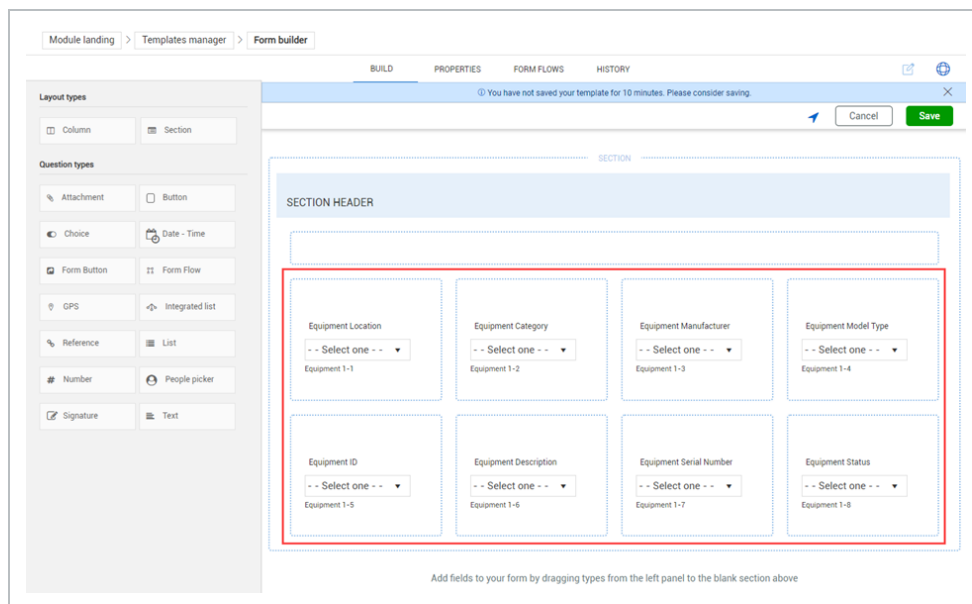 Module landing > Templates manager > Form builder
BUILD PROPERTIES FORM FLOWS HISTORY
You have not saved your template for 10 minutes. Please consider saving.
Cancel Save
Layout types
Column Section
Question types
Attachment Button
Choice Date - Time
Form Button Form Flow
GPS Integrated list
Reference List
Number People picker
Signature Text
SECTION
SECTION HEADER
Equipment Location Equipment Category Equipment Manufacturer Equipment Model Type
- - Select one - - - - Select one - - - - Select one - - - - Select one - -
Equipment 1-1 Equipment 1-2 Equipment 1-3 Equipment 1-4
Equipment ID Equipment Description Equipment Serial Number Equipment Status
- - Select one - - - - Select one - - - - Select one - - - - Select one - -
Equipment 1-5 Equipment 1-6 Equipment 1-7 Equipment 1-8
Add fields to your form by dragging types from the left panel to the blank section above